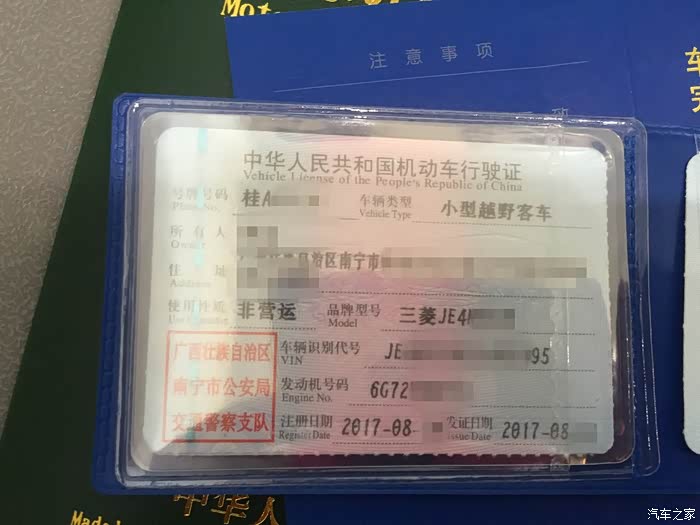 Mot
注意事项
车
中华人民共和国机动车行驶证
Vehicle License of the People's Republic of China
号牌号码 桂A 车辆类型 小型越野客车
Plate No. Vehicle Type
所有人
Owner
住址 自治区南宁市
Address
使用性质 非营运 品牌型号 三菱JE4
Use Character Model
广西壮族自治区 车辆识别代号 JE 95
VIN
南宁市公安局 发动机号码 6G72
Engine No.
交通警察支队 注册日期 2017-08 发证日期 2017-08
Register Date Issue Date
Made
中华人
汽车之家